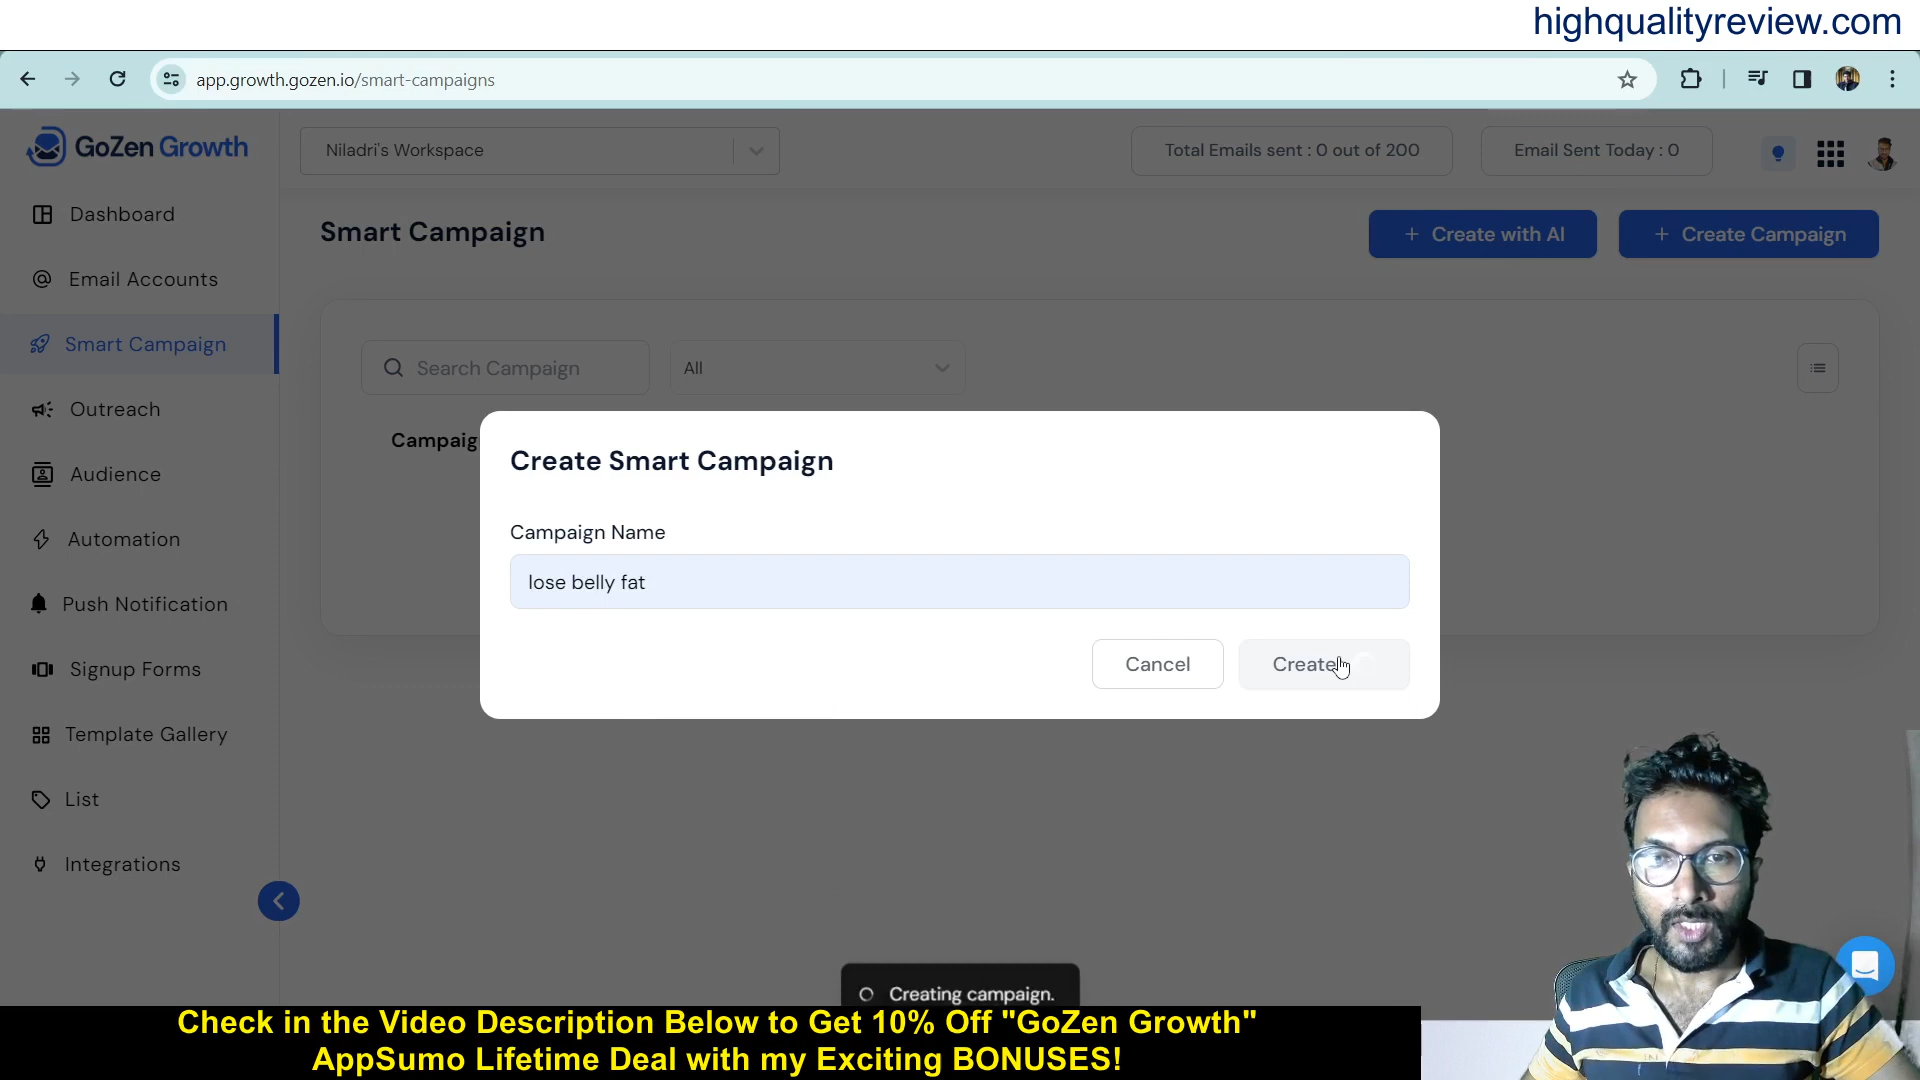 highqualityreview.com
app.growth.gozen.io/smart-campaigns
GoZen Growth
Niladri's Workspace
Total Emails sent : 0 out of 200
Email Sent Today : 0
Dashboard
Email Accounts
Smart Campaign
Outreach
Audience
Automation
Push Notification
Signup Forms
Template Gallery
List
Integrations
Smart Campaign
+ Create with AI
+ Create Campaign
Search Campaign
All
Campaig
Create Smart Campaign
Campaign Name
lose belly fat
Cancel
Create
Creating campaign.
Check in the Video Description Below to Get 10% Off "GoZen Growth"
AppSumo Lifetime Deal with my Exciting BONUSES!